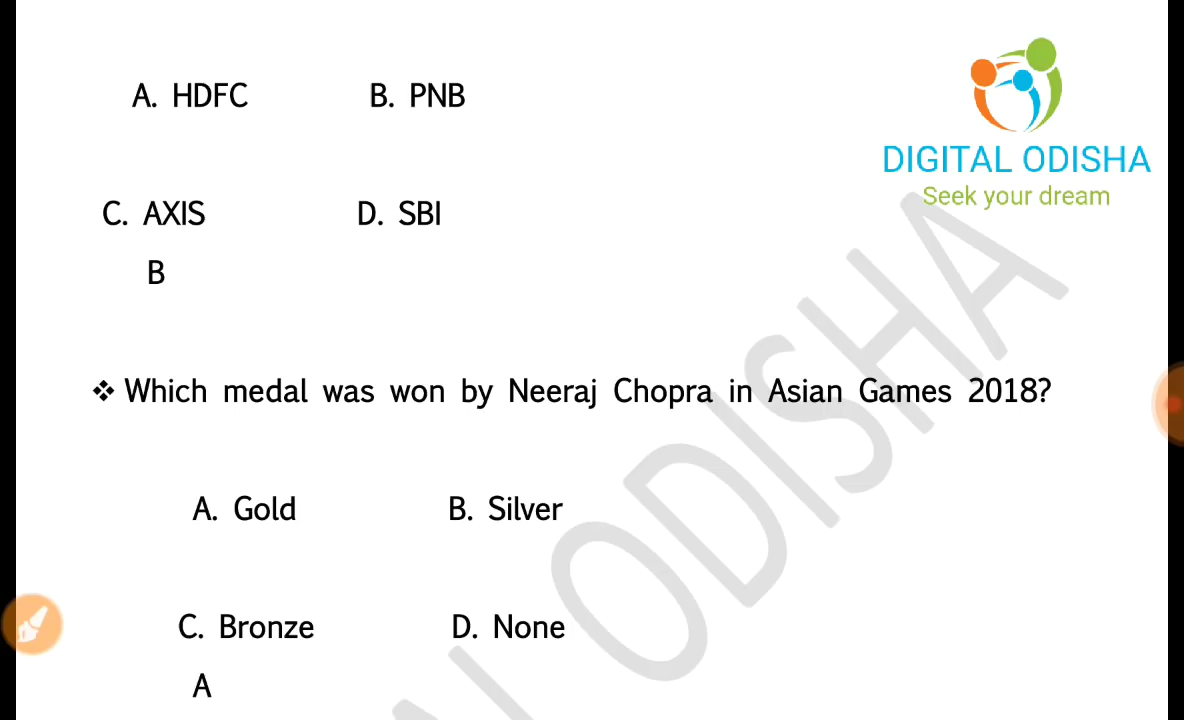 A. HDFC B. PNB
DIGITAL ODISHA
Seek your dream
C. AXIS D. SBI
B
❖ Which medal was won by Neeraj Chopra in Asian Games 2018?
A. Gold B. Silver
C. Bronze D. None
A
ODISHA